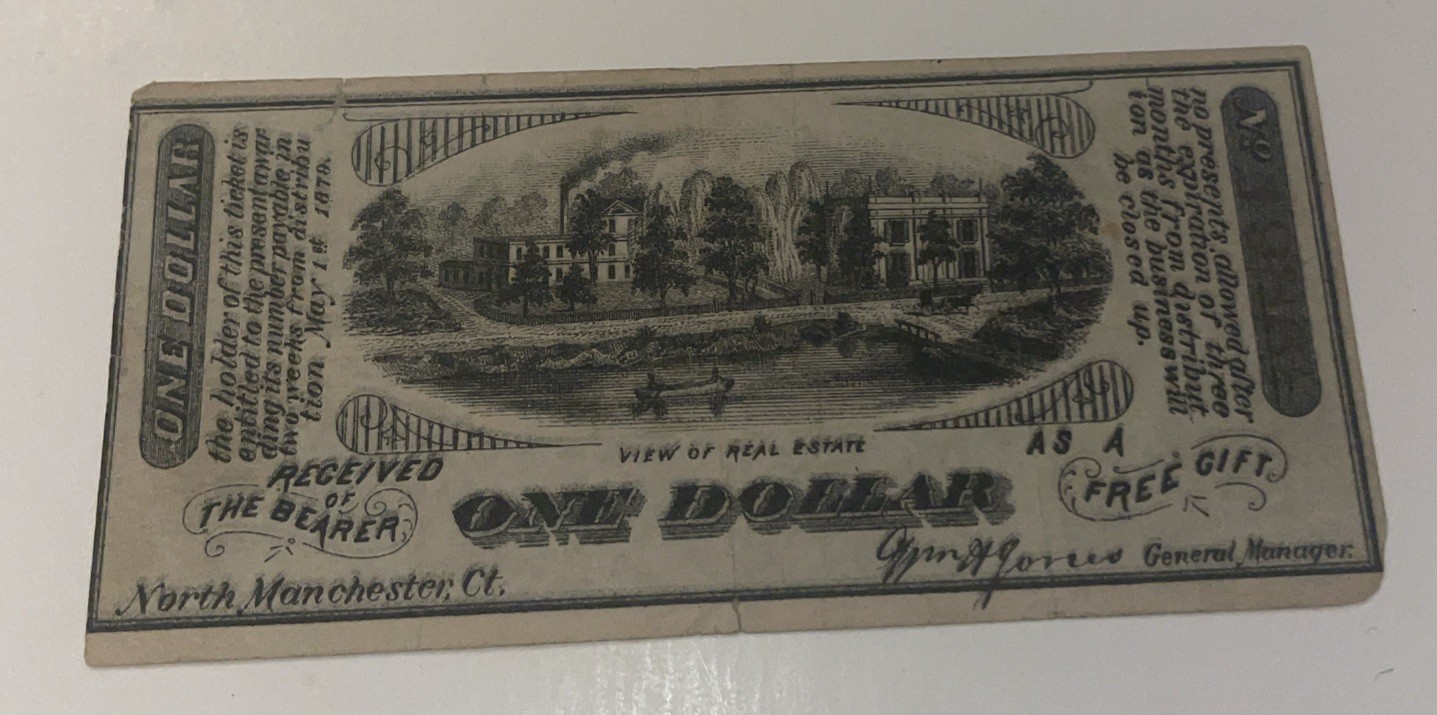 ONE DOLLAR
the holder of this ticket is
entitled to the present awar
ding its number payable in
two weeks from distribu
tion May 1st 1879.
No
no presents allowed after
the expiration of three
months from distribut
ion as the business will
be closed up.
VIEW OF REAL ESTATE
RECEIVED
OF
THE BEARER
ONE DOLLAR
AS A
FREE GIFT.
Jones General Manager.
North Manchester, Ct.